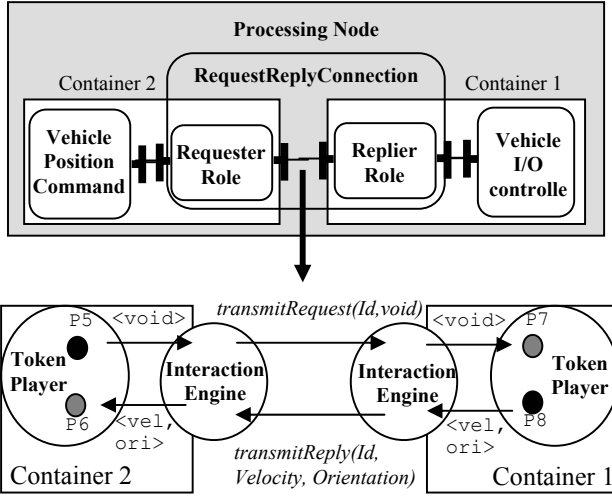 Processing Node
Container 2
RequestReplyConnection
Container 1
Vehicle
Position
Command
Requester
Role
Replier
Role
Vehicle
I/O
controlle
transmitRequest(Id,void)
P5
<void>
<void>
P7
Token
Player
Interaction
Engine
Interaction
Engine
Token
Player
P6
<vel,
ori>
<vel,
ori>
P8
transmitReply(Id,
Velocity, Orientation)
Container 2
Container 1